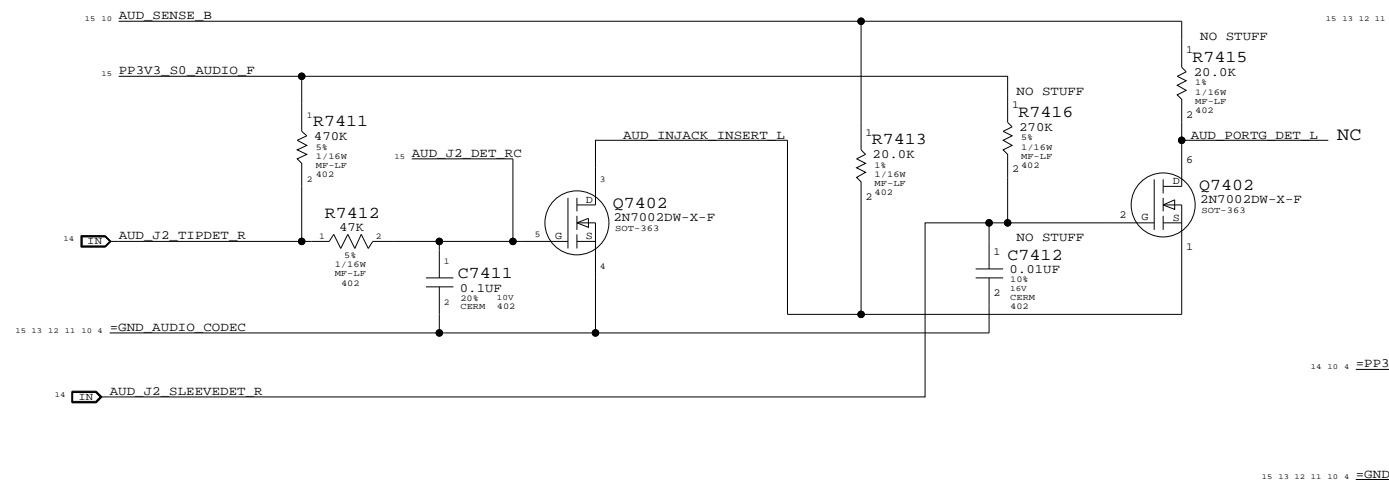 15 10 AUD_SENSE_B
15 13 12 11
NO STUFF
1
R7415
20.0K
1%
1/16W
MF-LF
402
2
15 PP3V3_S0_AUDIO_F
NO STUFF
1
R7416
270K
5%
1/16W
MF-LF
402
2
1
R7411
470K
5%
1/16W
MF-LF
402
2
AUD_INJACK_INSERT_L
1
R7413
20.0K
1%
1/16W
MF-LF
402
2
AUD_PORTG_DET_L NC
15 AUD_J2_DET_RC
3
D
Q7402
2N7002DW-X-F
SOT-363
5 G S
4
6
D
Q7402
2N7002DW-X-F
SOT-363
2 G S
1
R7412
47K
1 2
5%
1/16W
MF-LF
402
14 IN AUD_J2_TIPDET_R
1
C7411
0.1UF
20% 10V
CERM 402
2
NO STUFF
1
C7412
0.01UF
10%
16V
CERM
402
2
15 13 12 11 10 4 =GND_AUDIO_CODEC
14 10 4 =PP3
14 IN AUD_J2_SLEEVEDET_R
15 13 12 11 10 4 =GND